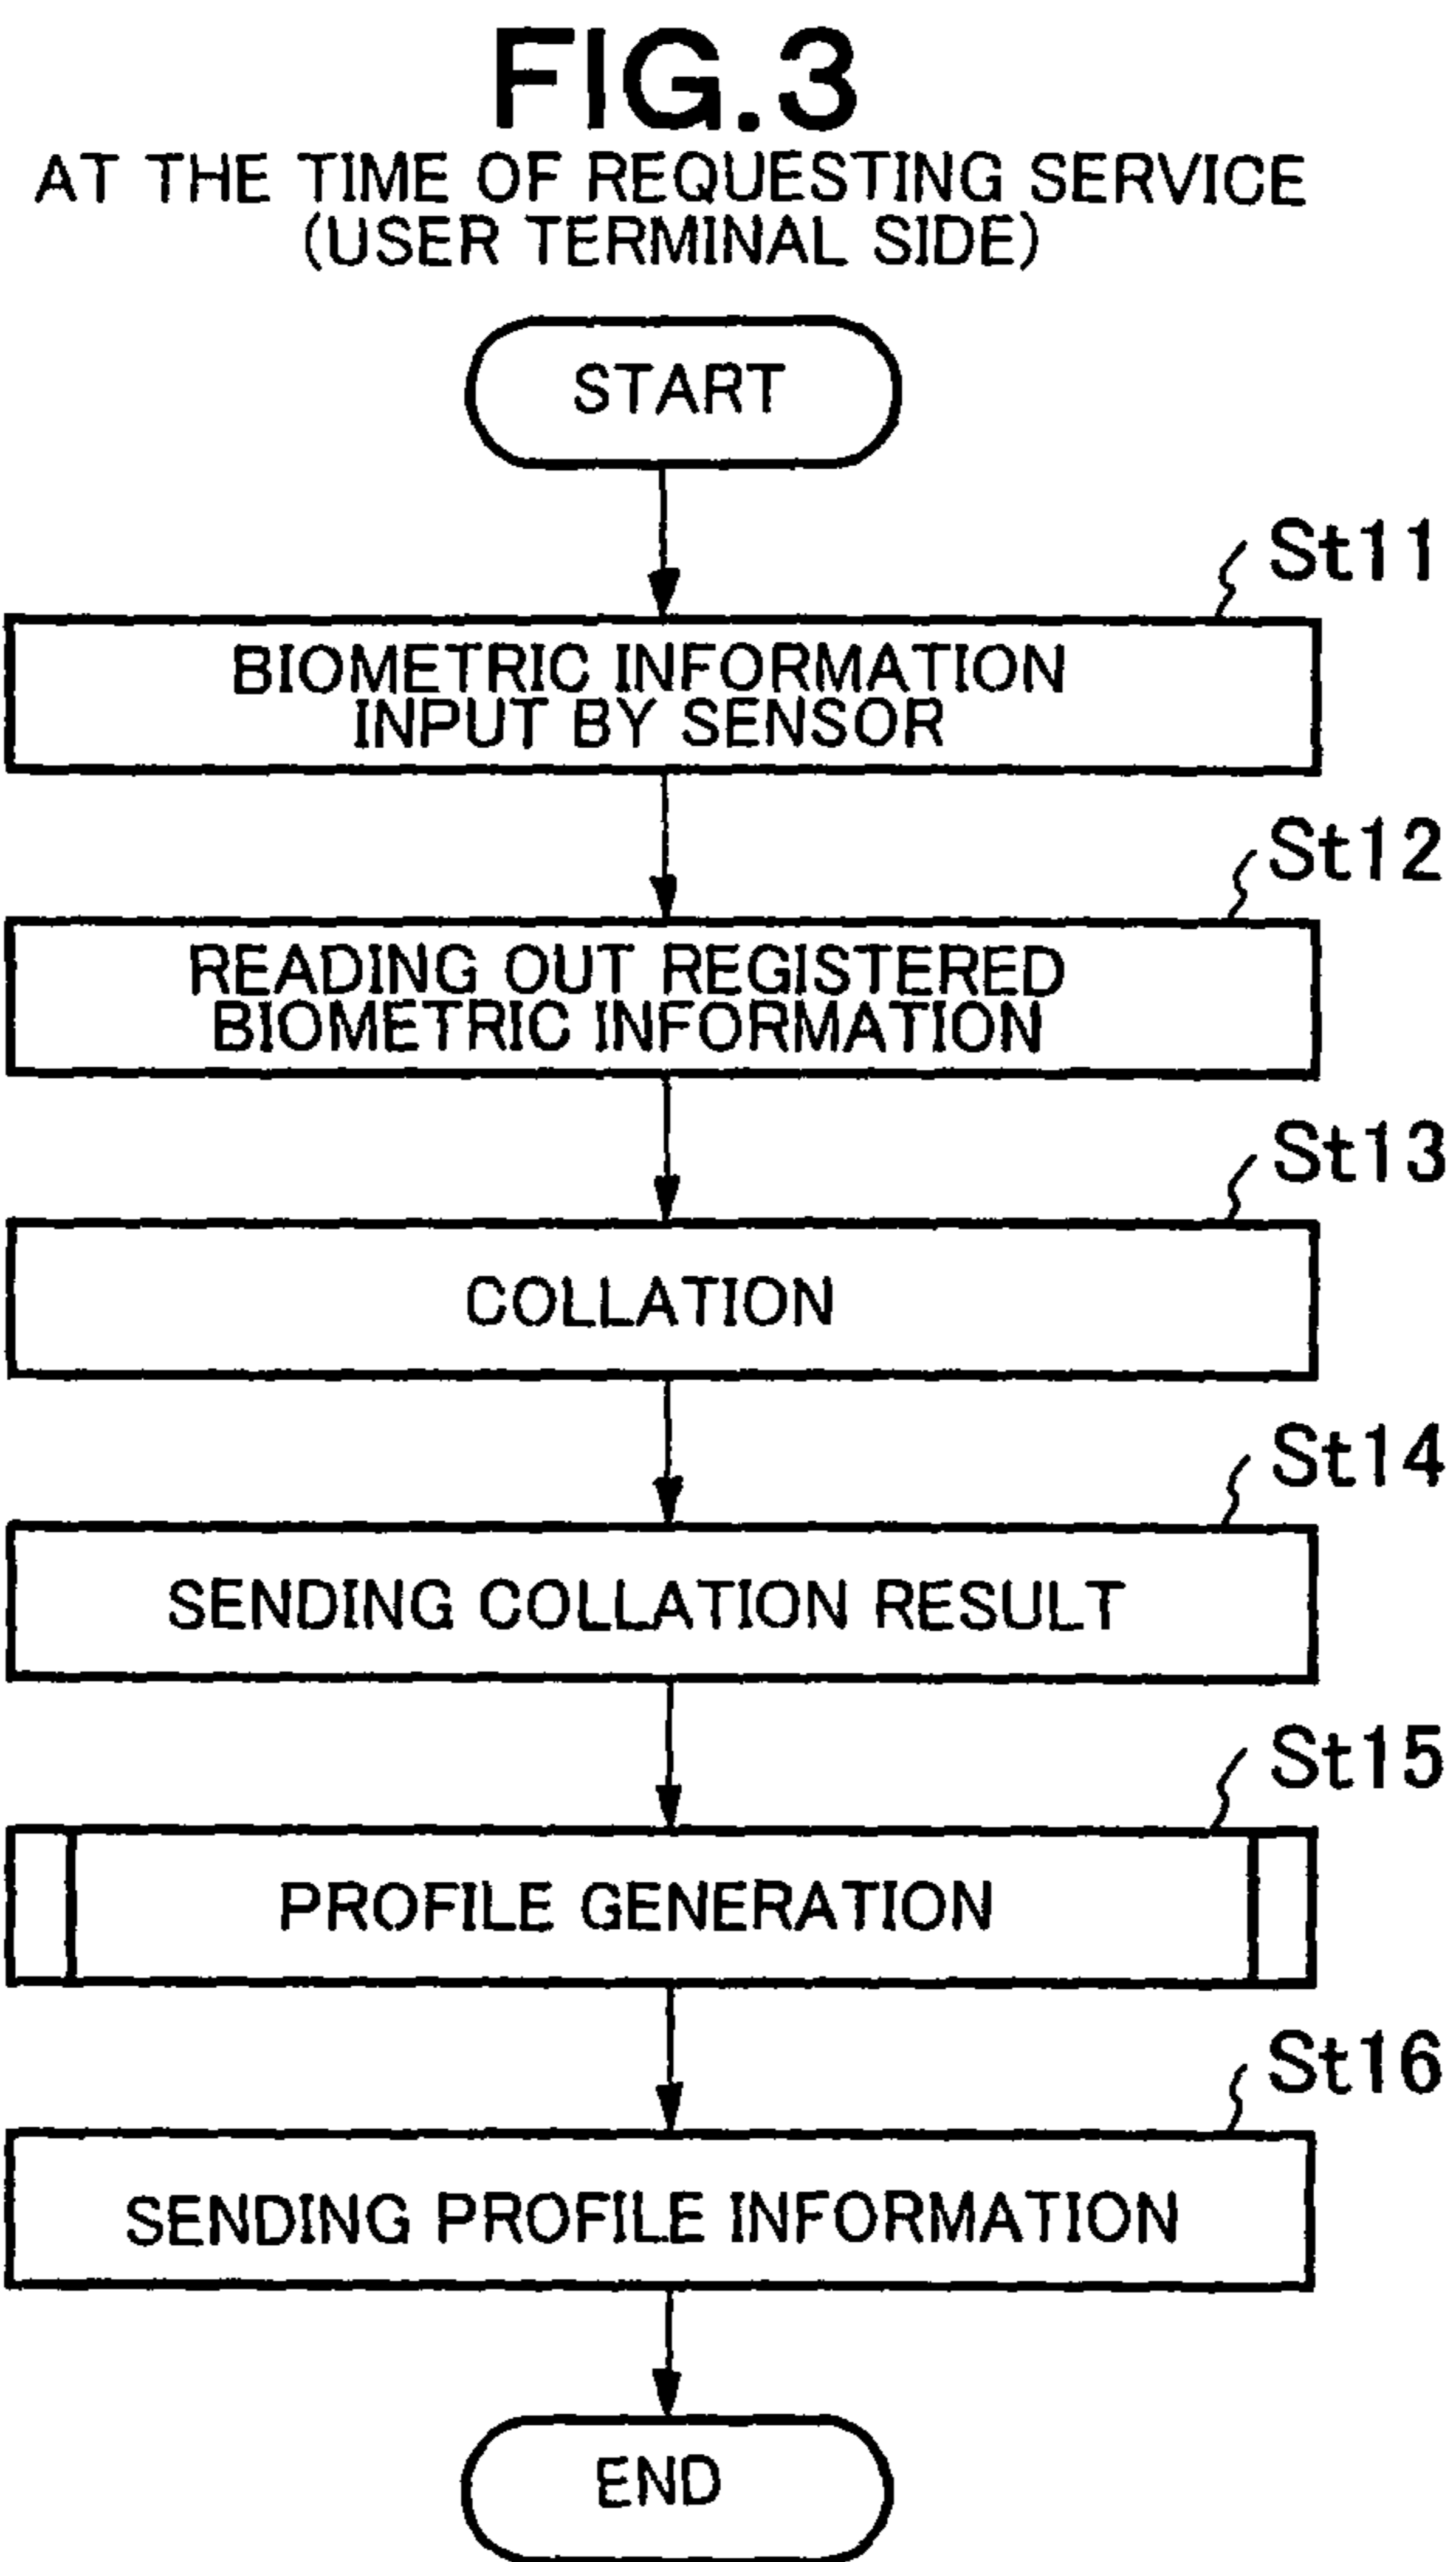 FIG.3
AT THE TIME OF REQUESTING SERVICE
(USER TERMINAL SIDE)
START
St11
BIOMETRIC INFORMATION
INPUT BY SENSOR
St12
READING OUT REGISTERED
BIOMETRIC INFORMATION
St13
COLLATION
St14
SENDING COLLATION RESULT
St15
PROFILE GENERATION
St16
SENDING PROFILE INFORMATION
END